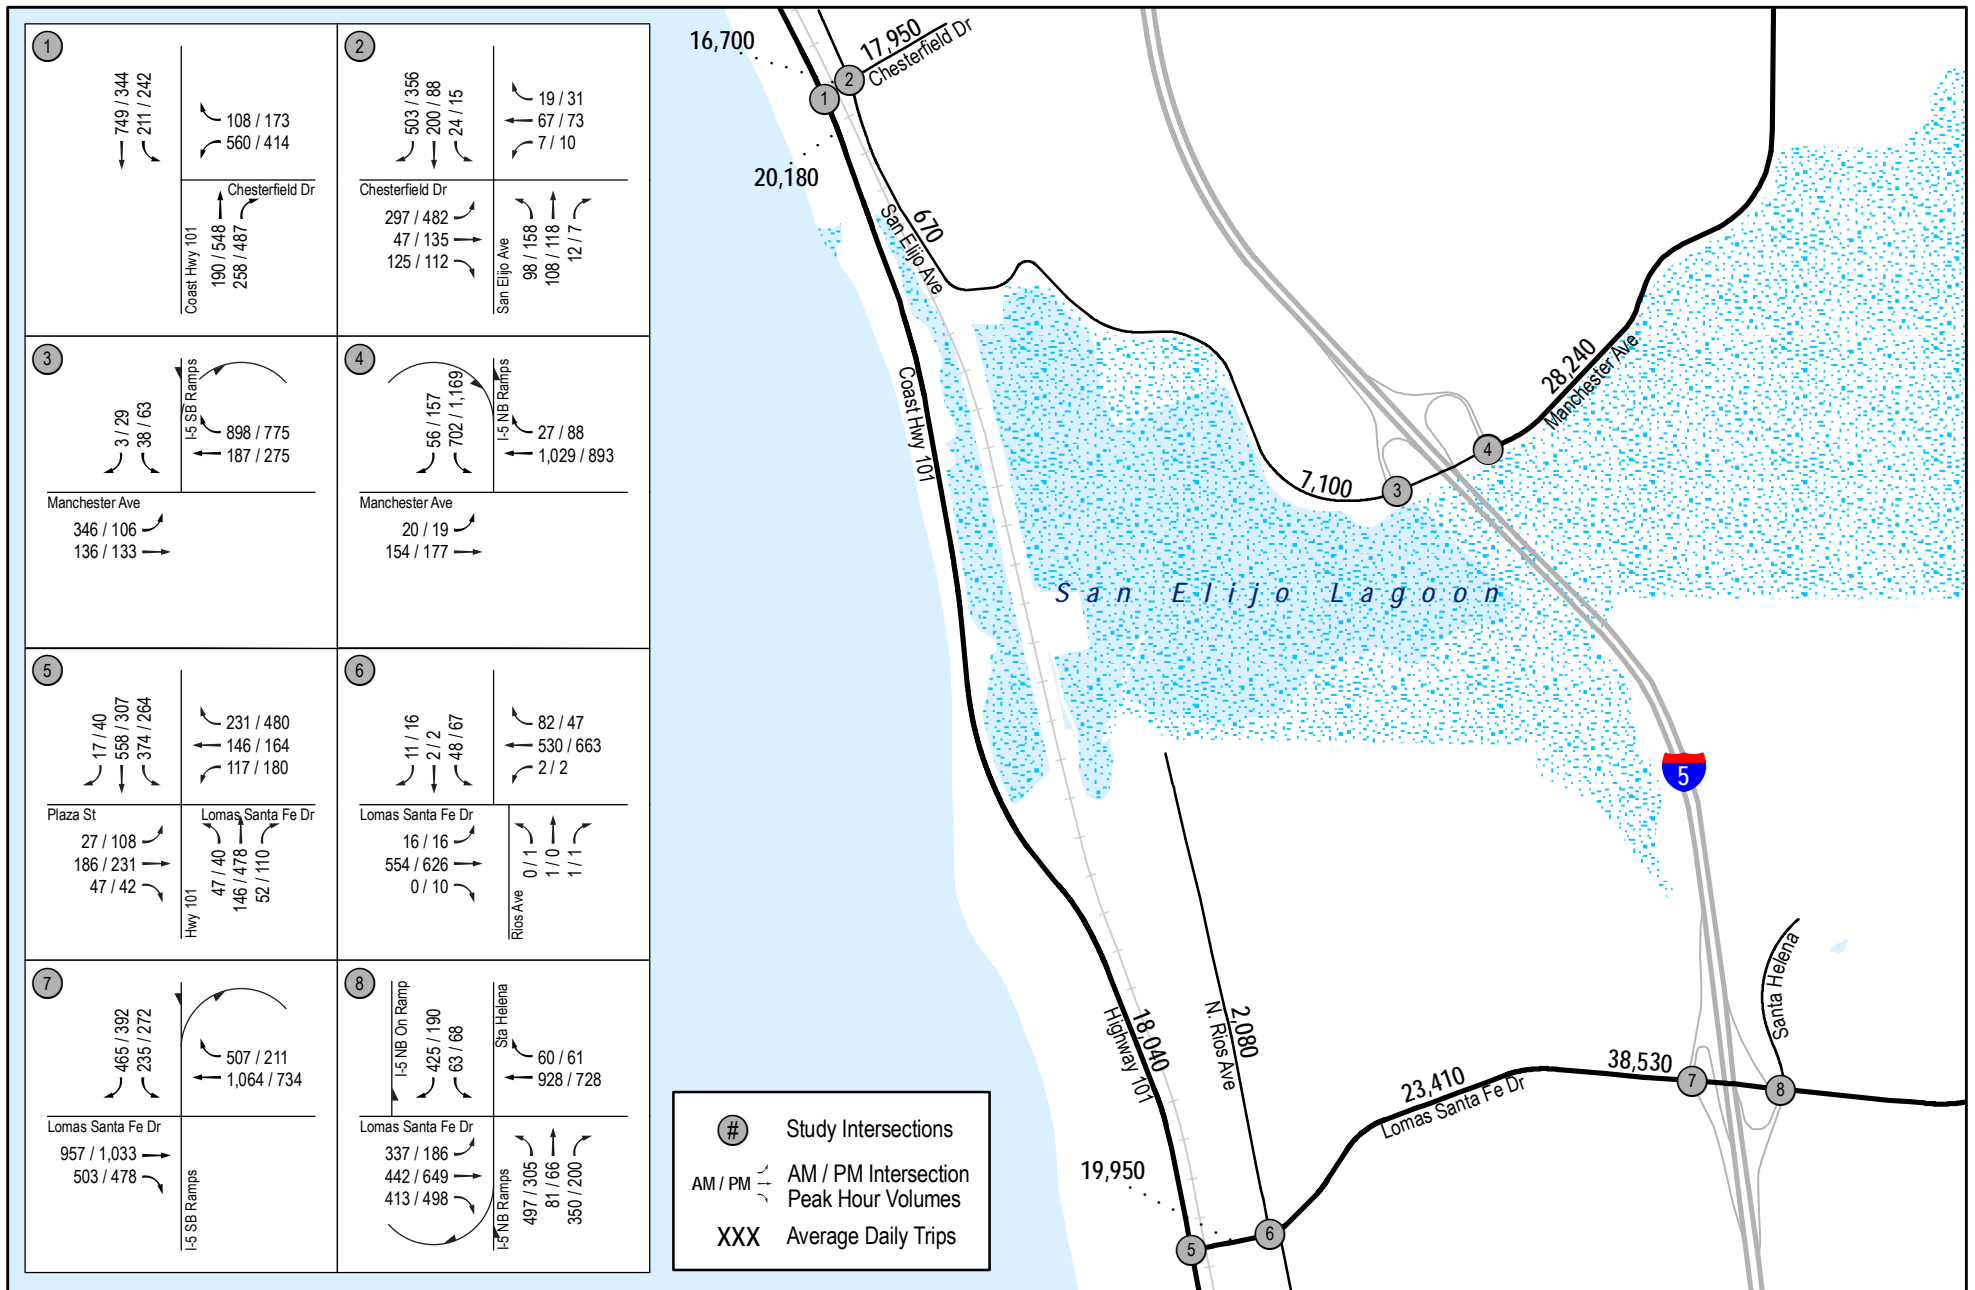 1
749 / 344
211 / 242
108 / 173
560 / 414
Chesterfield Dr
Coast Hwy 101
190 / 548
258 / 487
2
503 / 356
200 / 88
24 / 15
19 / 31
67 / 73
7 / 10
Chesterfield Dr
297 / 482
47 / 135
125 / 112
San Elijo Ave
98 / 158
108 / 118
12 / 7
3
3 / 29
38 / 63
I-5 SB Ramps
898 / 775
187 / 275
Manchester Ave
346 / 106
136 / 133
4
56 / 157
702 / 1,169
I-5 NB Ramps
27 / 88
1,029 / 893
Manchester Ave
20 / 19
154 / 177
5
17 / 40
558 / 307
374 / 264
231 / 480
146 / 164
117 / 180
Plaza St
Lomas Santa Fe Dr
27 / 108
186 / 231
47 / 42
Hwy 101
47 / 40
146 / 478
52 / 110
6
11 / 16
2 / 2
48 / 67
82 / 47
530 / 663
2 / 2
Lomas Santa Fe Dr
16 / 16
554 / 626
0 / 10
Rios Ave
0 / 1
1 / 0
1 / 1
7
465 / 392
235 / 272
507 / 211
1,064 / 734
Lomas Santa Fe Dr
957 / 1,033
503 / 478
I-5 SB Ramps
8
I-5 NB On Ramp
425 / 190
63 / 68
Sta Helena
60 / 61
928 / 728
Lomas Santa Fe Dr
337 / 186
442 / 649
413 / 498
I-5 NB Ramps
497 / 305
81 / 66
350 / 200
16,700
17,950
Chesterfield Dr
2
1
20,180
670
San Elijo Ave
Coast Hwy 101
28,240
Manchester Ave
4
3
7,100
San Elijo Lagoon
5
Santa Helena
18,040
Highway 101
2,080
N. Rios Ave
38,530
7
8
23,410
Lomas Santa Fe Dr
19,950
6
5
# Study Intersections
AM / PM AM / PM Intersection
Peak Hour Volumes
XXX Average Daily Trips